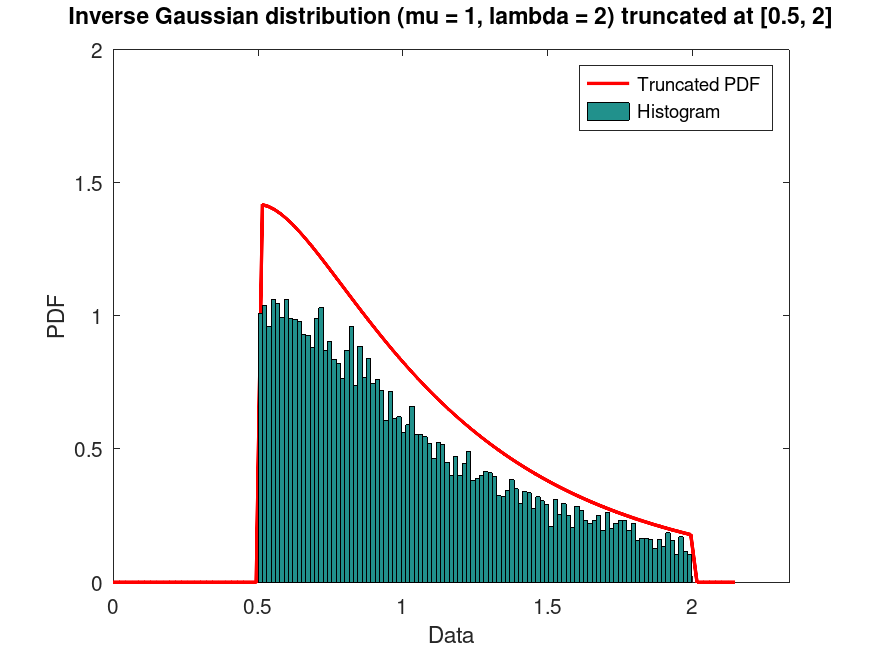 Inverse Gaussian distribution (mu = 1, lambda = 2) truncated at [0.5, 2]
2
1.5
1
0.5
0
PDF
Truncated PDF
Histogram
0
0.5
1
1.5
2
Data